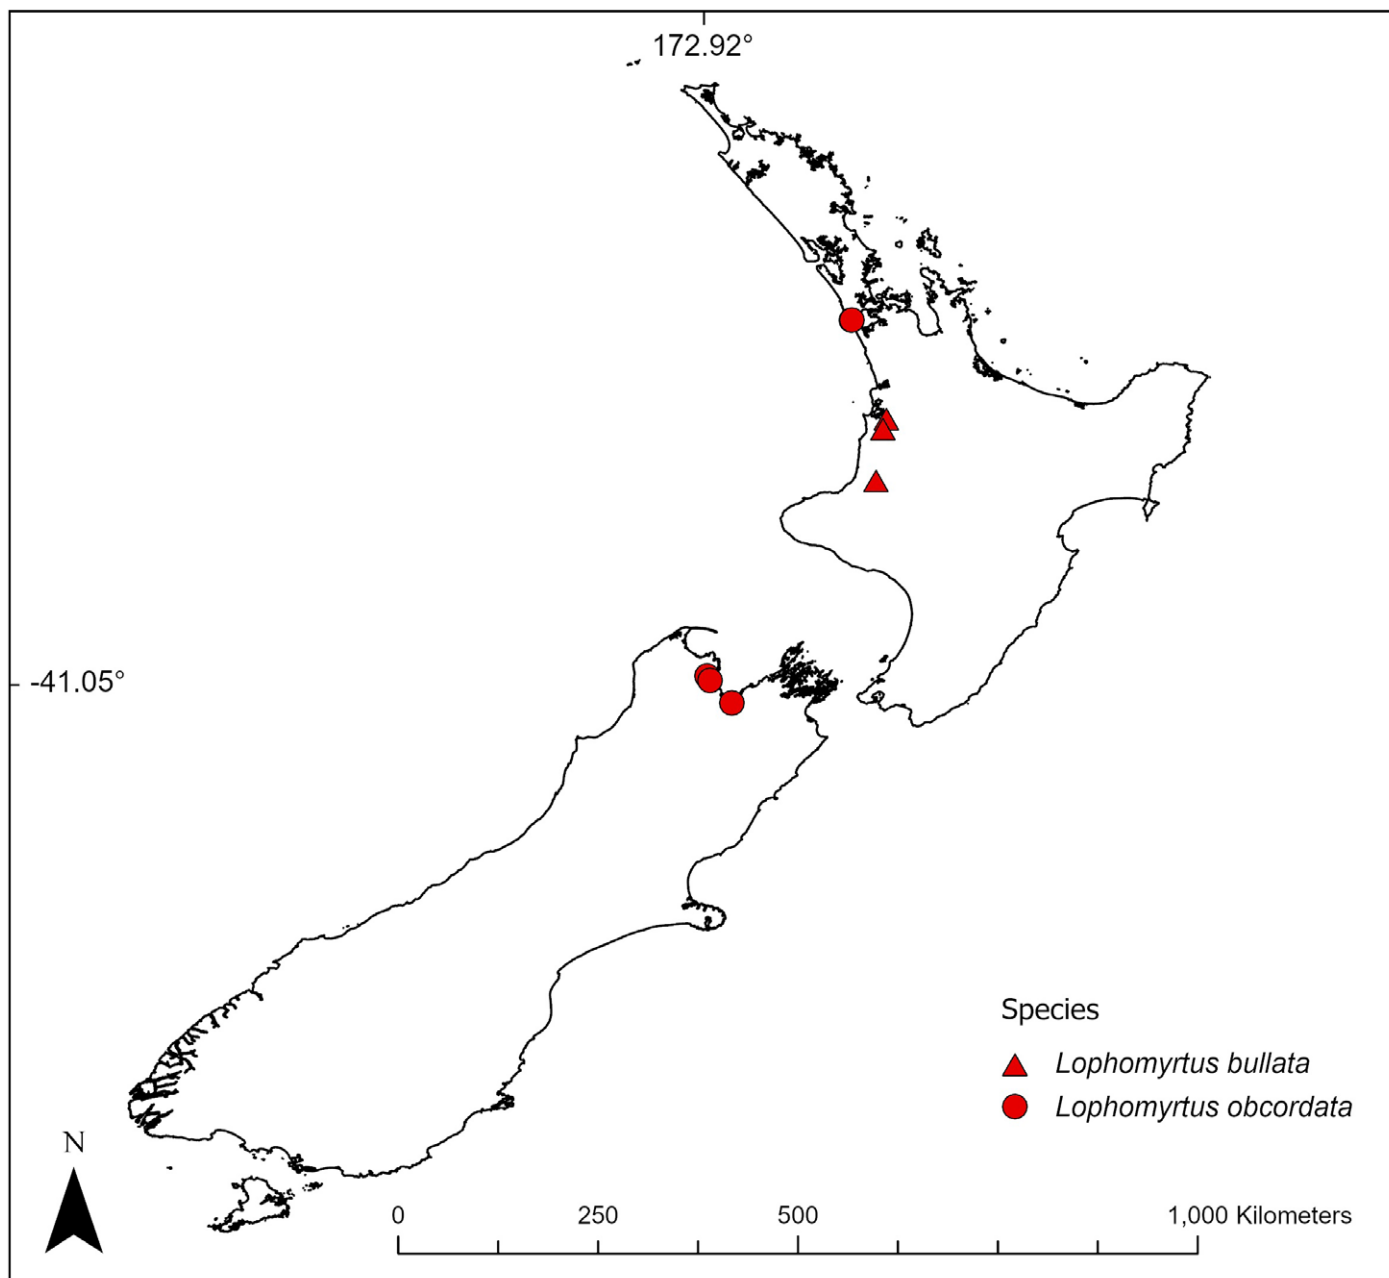 172.92°
-41.05°
Species
Lophomyrtus bullata
Lophomyrtus obcordata
N
0 250 500 1,000 Kilometers